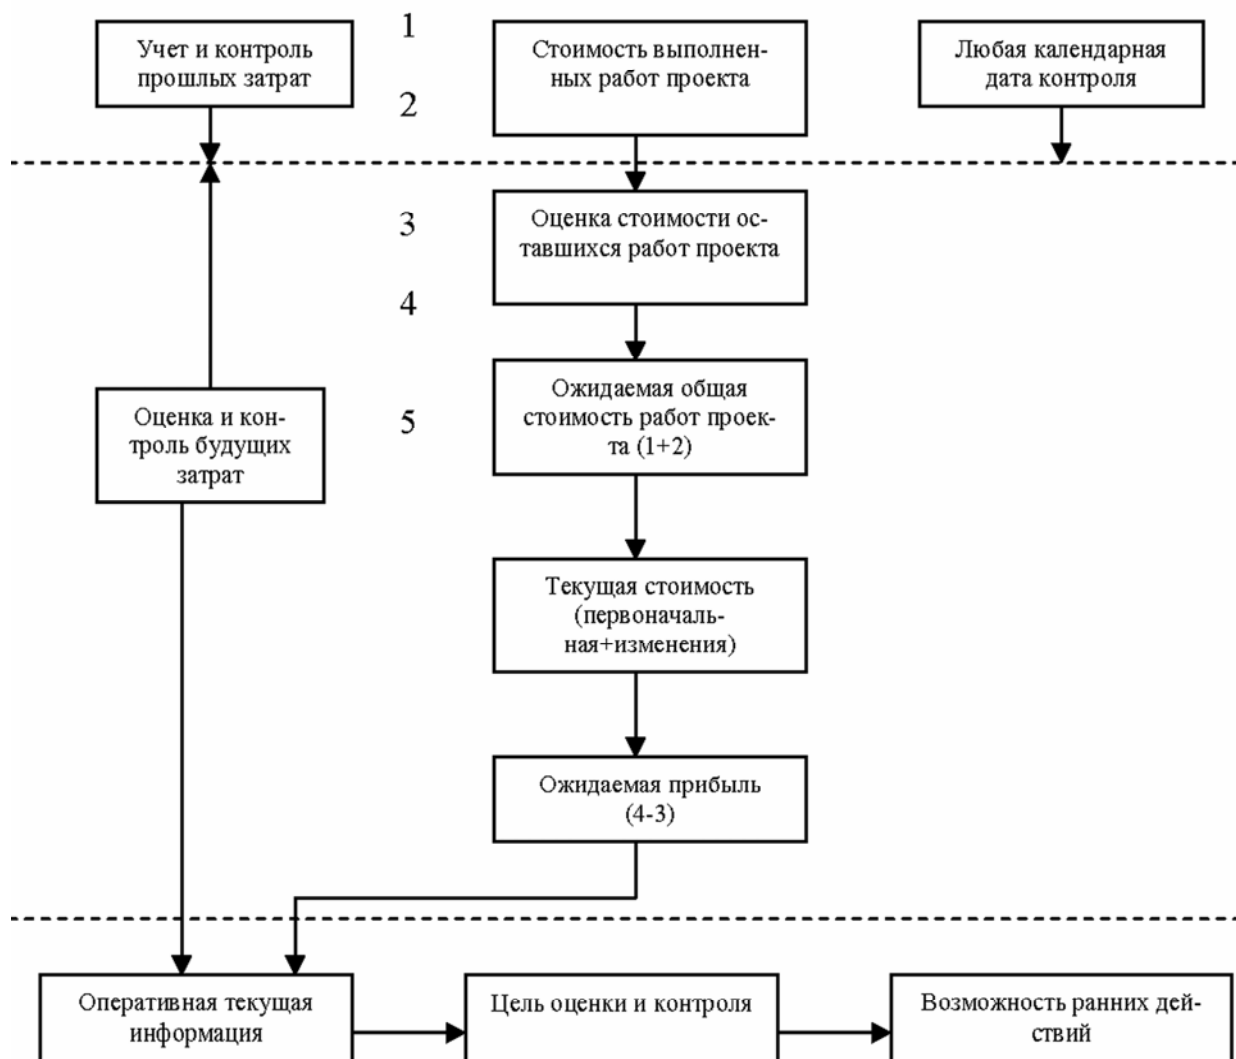 1
Учет и контроль
прошлых затрат
Стоимость выполнен-
ных работ проекта
Любая календарная
дата контроля
2
3
Оценка стоимости ос-
тавшихся работ проекта
4
Ожидаемая общая
стоимость работ проек-
та (1+2)
5
Оценка и кон-
троль будущих
затрат
Текущая стоимость
(первоначаль-
ная+изменения)
Ожидаемая прибыль
(4-3)
Оперативная текущая
информация
Цель оценки и контроля
Возможность ранних дей-
ствий